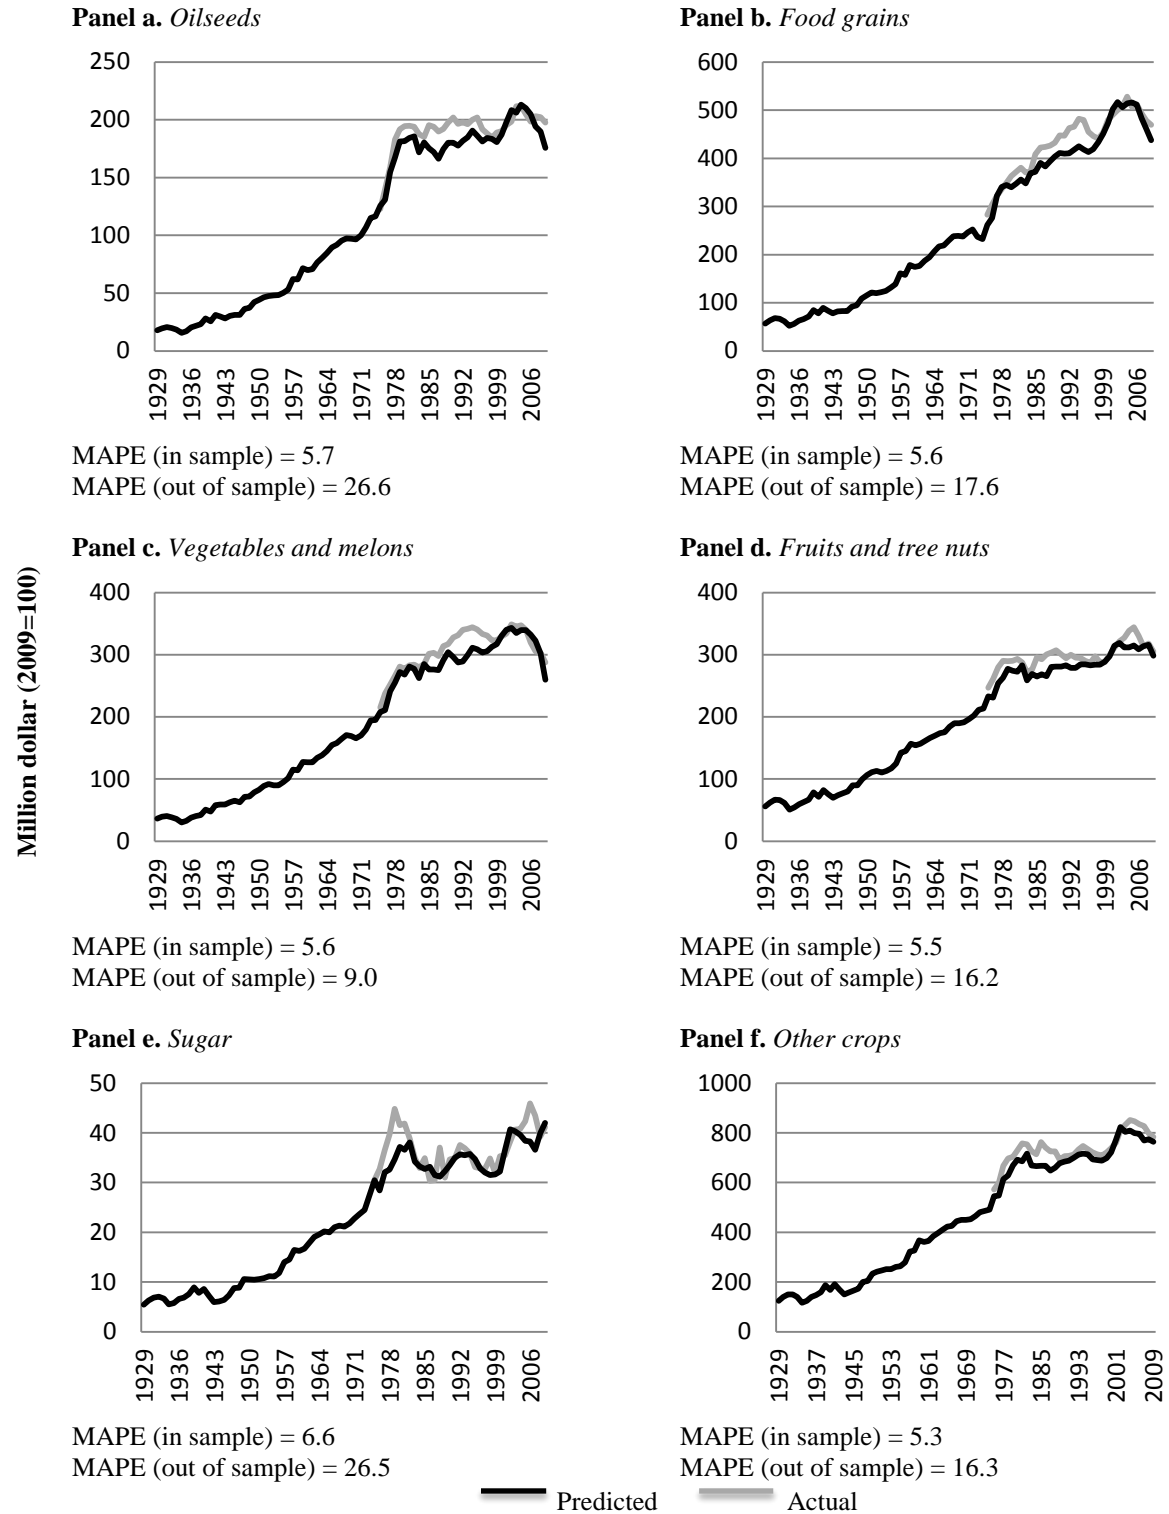 Panel a. Oilseeds
250
200
150
100
50
0
1929 1936 1943 1950 1957 1964 1971 1978 1985 1992 1999 2006
MAPE (in sample) = 5.7
MAPE (out of sample) = 26.6
Panel b. Food grains
600
500
400
300
200
100
0
1929 1936 1943 1950 1957 1964 1971 1978 1985 1992 1999 2006
MAPE (in sample) = 5.6
MAPE (out of sample) = 17.6
Million dollar (2009=100)
Panel c. Vegetables and melons
400
300
200
100
0
1929 1936 1943 1950 1957 1964 1971 1978 1985 1992 1999 2006
MAPE (in sample) = 5.6
MAPE (out of sample) = 9.0
Panel d. Fruits and tree nuts
400
300
200
100
0
1929 1936 1943 1950 1957 1964 1971 1978 1985 1992 1999 2006
MAPE (in sample) = 5.5
MAPE (out of sample) = 16.2
Panel e. Sugar
50
40
30
20
10
0
1929 1936 1943 1950 1957 1964 1971 1978 1985 1992 1999 2006
MAPE (in sample) = 6.6
MAPE (out of sample) = 26.5
Panel f. Other crops
1000
800
600
400
200
0
1929 1937 1945 1953 1961 1969 1977 1985 1993 2001 2009
MAPE (in sample) = 5.3
MAPE (out of sample) = 16.3
Predicted Actual